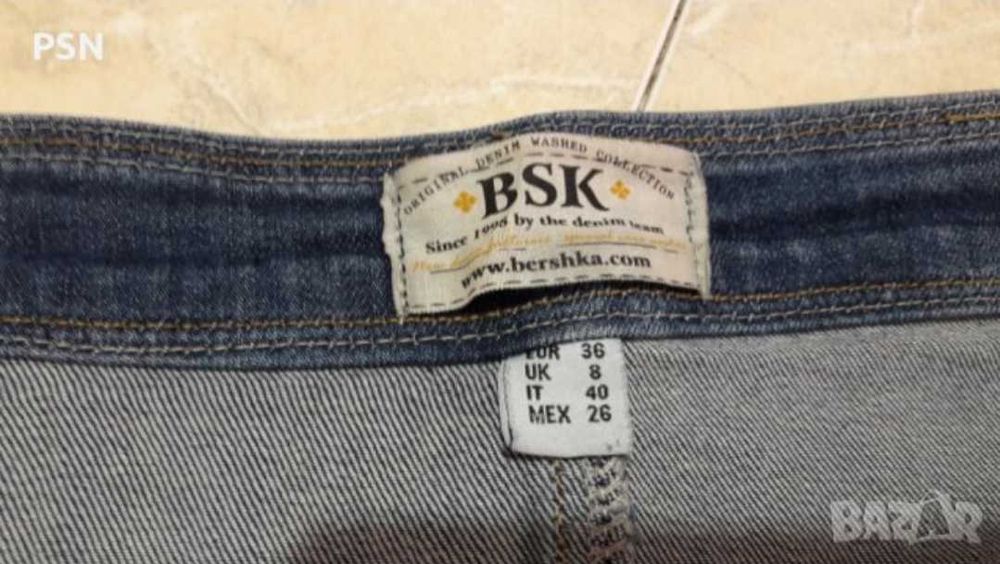 PSN
ORIGINAL DENIM WASHED COLLECTION
BSK
Since 1998 by the denim team
www.bershka.com
EUR 36
UK 8
IT 40
MEX 26
BAZAR